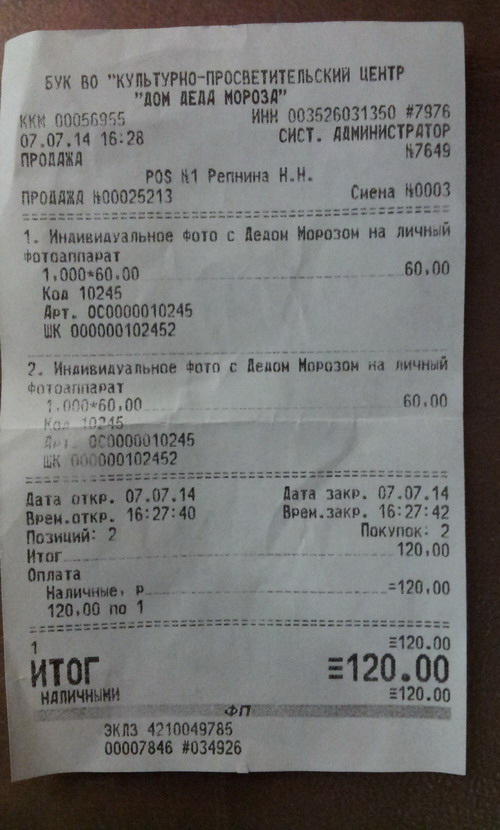 БУК ВО "КУЛЬТУРНО-ПРОСВЕТИТЕЛЬСКИЙ ЦЕНТР
"ДОМ ДЕДА МОРОЗА"
ККМ 00056955 ИНН 003526031350 #7976
07.07.14 16:28 СИСТ. АДМИНИСТРАТОР
ПРОДАЖА №7649
POS №1 Репнина Н.Н.
ПРОДАЖА №00025213 Смена №0003
1. Индивидуальное фото с Дедом Морозом на личный
фотоаппарат
1.000*60.00 60.00
Код 10245
Арт. ОС0000010245
ШК 000000102452
2. Индивидуальное фото с Дедом Морозом на личный
фотоаппарат
1.000*60.00 60.00
Код 10245
Арт. ОС0000010245
ШК 000000102452
Дата откр. 07.07.14 Дата закр. 07.07.14
Врем.откр. 16:27:40 Врем.закр. 16:27:42
Позиций: 2 Покупок: 2
Итог 120.00
Оплата
Наличные, р =120.00
120.00 по 1
1 ≡120.00
ИТОГ ≡120.00
НАЛИЧНЫМИ ≡120.00
ФП
ЭКЛЗ 4210049785
00007846 #034926